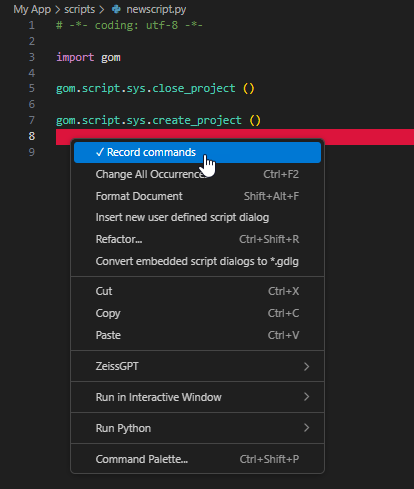 My App > scripts > newscript.py
1 # -*- coding: utf-8 -*-
2
3 import gom
4
5 gom.script.sys.close_project ()
6
7 gom.script.sys.create_project ()
8
9
✓ Record commands
Change All Occurrence Ctrl+F2
Format Document Shift+Alt+F
Insert new user defined script dialog
Refactor... Ctrl+Shift+R
Convert embedded script dialogs to *.gdlg
Cut Ctrl+X
Copy Ctrl+C
Paste Ctrl+V
ZeissGPT >
Run in Interactive Window >
Run Python >
Command Palette... Ctrl+Shift+P